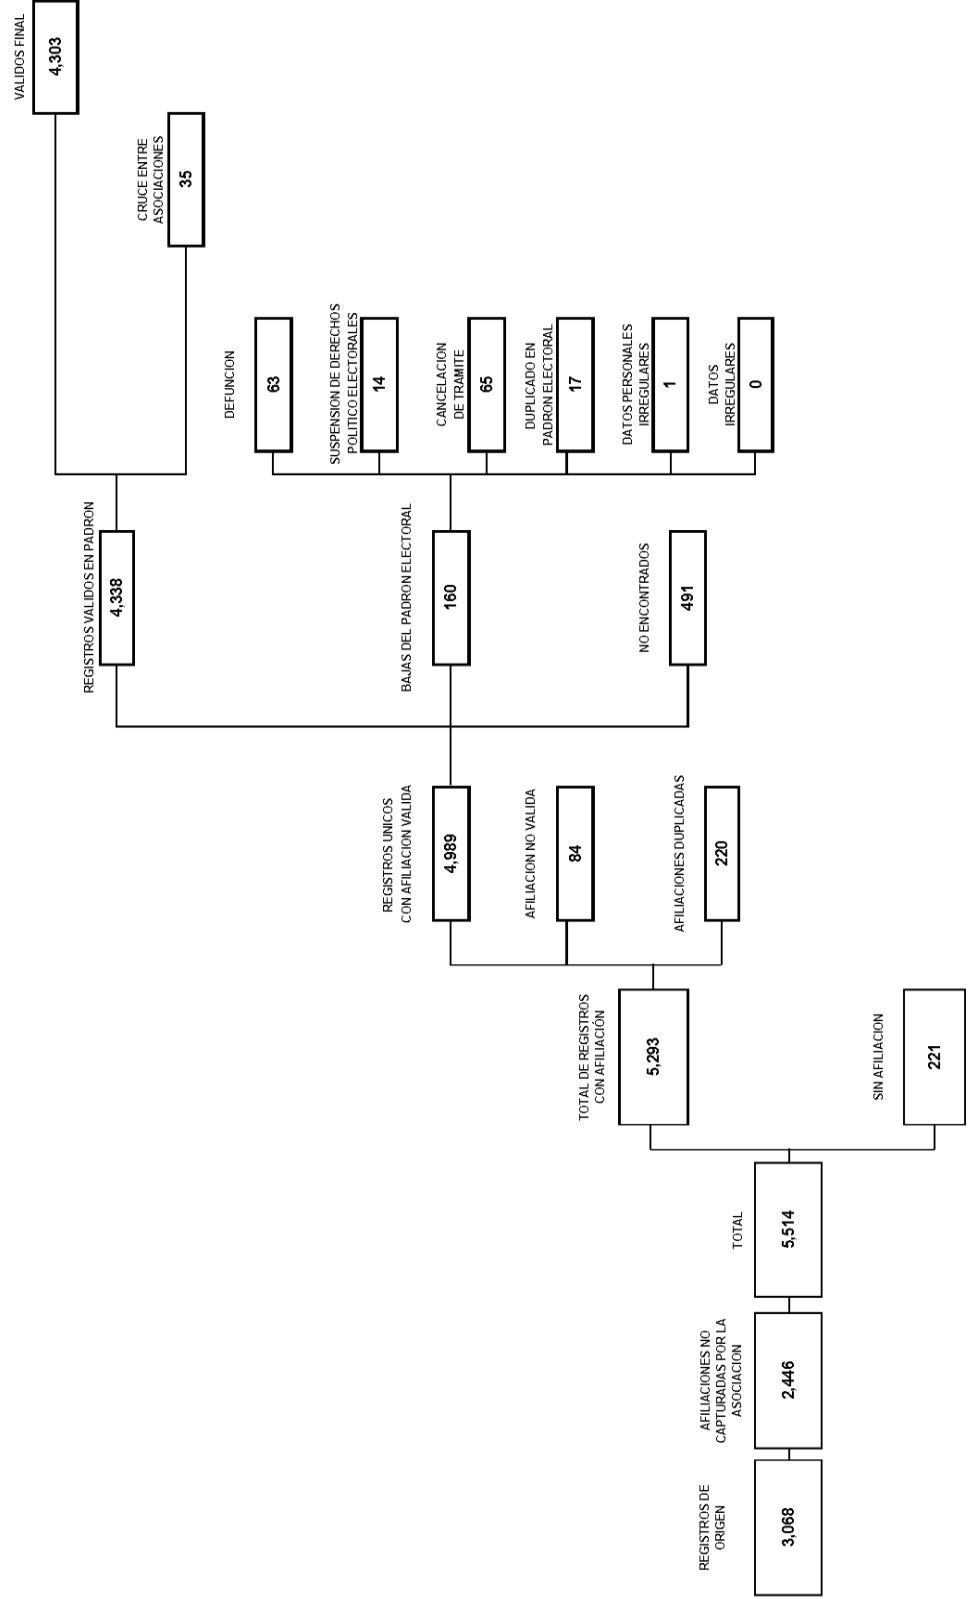 REGISTROS DE
ORIGEN
3,068
AFILIACIONES NO
CAPTURADAS POR LA
ASOCIACION
2,446
TOTAL
5,514
TOTAL DE REGISTROS
CON AFILIACIÓN
5,293
SIN AFILIACION
221
REGISTROS UNICOS
CON AFILIACION VALIDA
4,989
AFILIACION NO VALIDA
84
AFILIACIONES DUPLICADAS
220
REGISTROS VALIDOS EN PADRON
4,338
BAJAS DEL PADRON ELECTORAL
160
NO ENCONTRADOS
491
DEFUNCION
63
SUSPENSION DE DERECHOS
POLITICO ELECTORALES
14
CANCELACION
DE TRAMITE
65
DUPLICADO EN
PADRON ELECTORAL
17
DATOS PERSONALES
IRREGULARES
1
DATOS
IRREGULARES
0
CRUCE ENTRE
ASOCIACIONES
35
VALIDOS FINAL
4,303